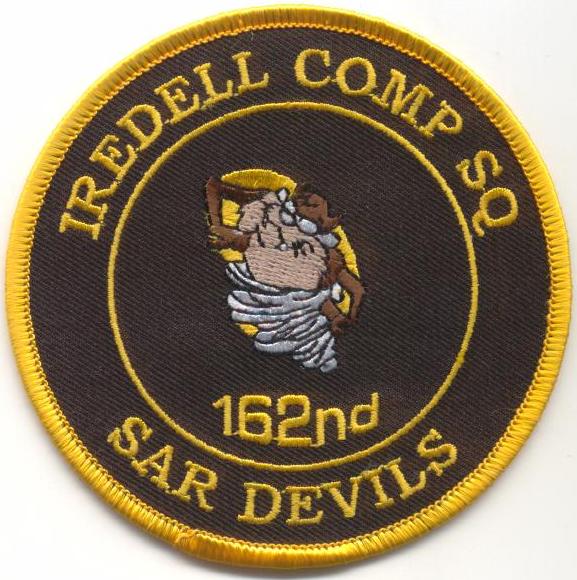 IREDELL COMP SQ
162nd
SAR DEVILS